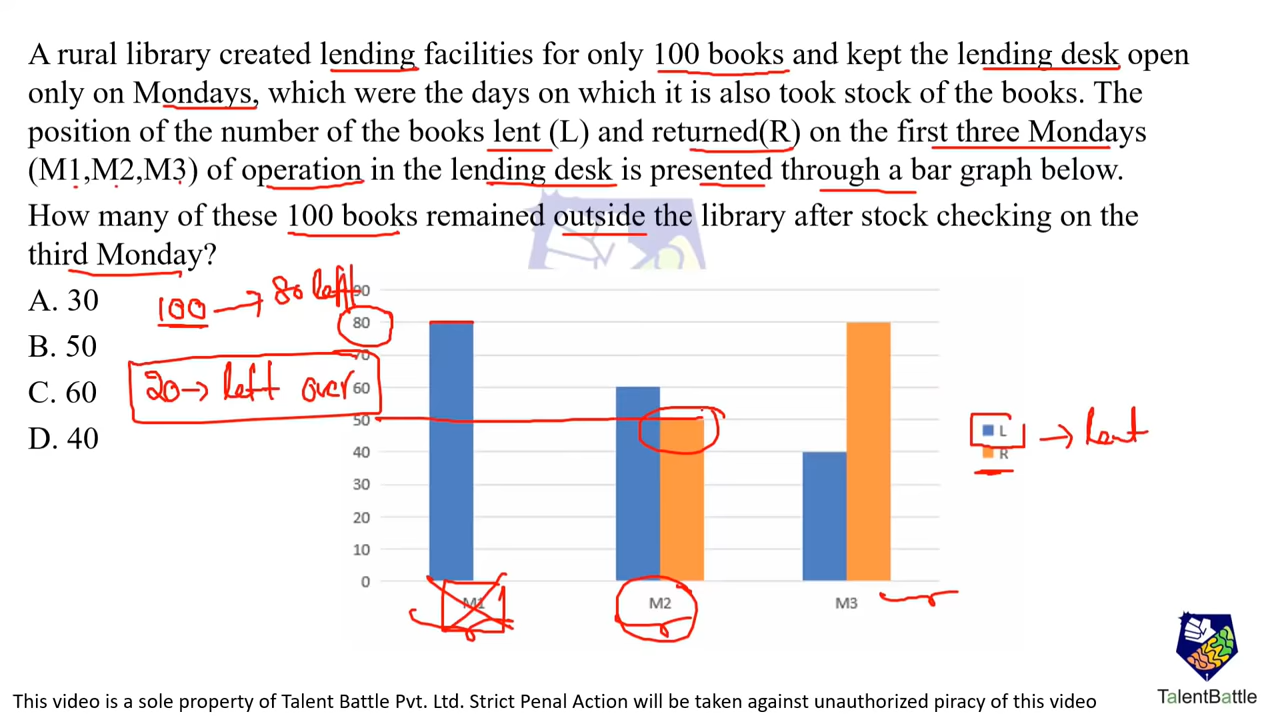 A rural library created lending facilities for only 100 books and kept the lending desk open
only on Mondays, which were the days on which it is also took stock of the books. The
position of the number of the books lent (L) and returned(R) on the first three Mondays
(M1,M2,M3) of operation in the lending desk is presented through a bar graph below.
How many of these 100 books remained outside the library after stock checking on the
third Monday?
A. 30
B. 50
C. 60
D. 40
100 → 80 left
20 → left over
90
80
70
60
50
40
30
20
10
0
M1
M2
M3
L
R
→ Lent
TalentBattle
This video is a sole property of Talent Battle Pvt. Ltd. Strict Penal Action will be taken against unauthorized piracy of this video